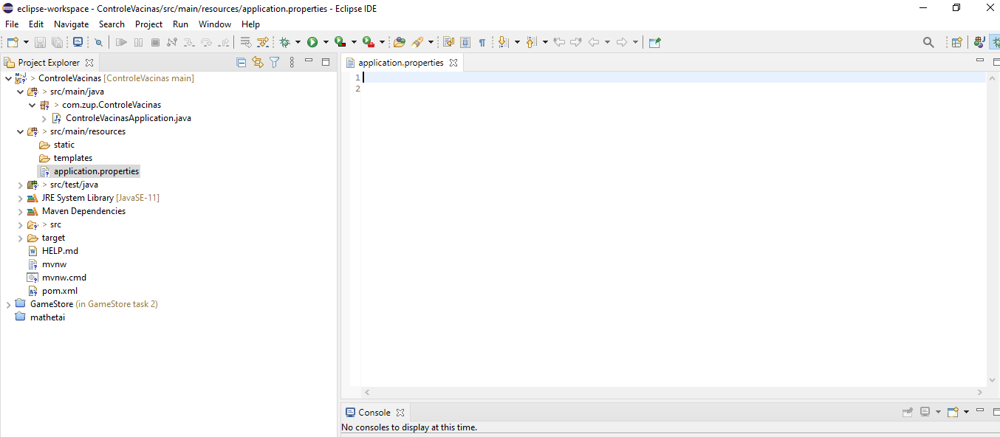 eclipse-workspace - ControleVacinas/src/main/resources/application.properties - Eclipse IDE
File Edit Navigate Search Project Run Window Help
Project Explorer
> ControleVacinas [ControleVacinas main]
> src/main/java
> com.zup.ControleVacinas
ControleVacinasApplication.java
> src/main/resources
static
templates
application.properties
> src/test/java
JRE System Library [JavaSE-11]
Maven Dependencies
> src
target
HELP.md
mvnw
mvnw.cmd
pom.xml
GameStore (in GameStore task 2)
mathetai
application.properties
1
2
Console
No consoles to display at this time.